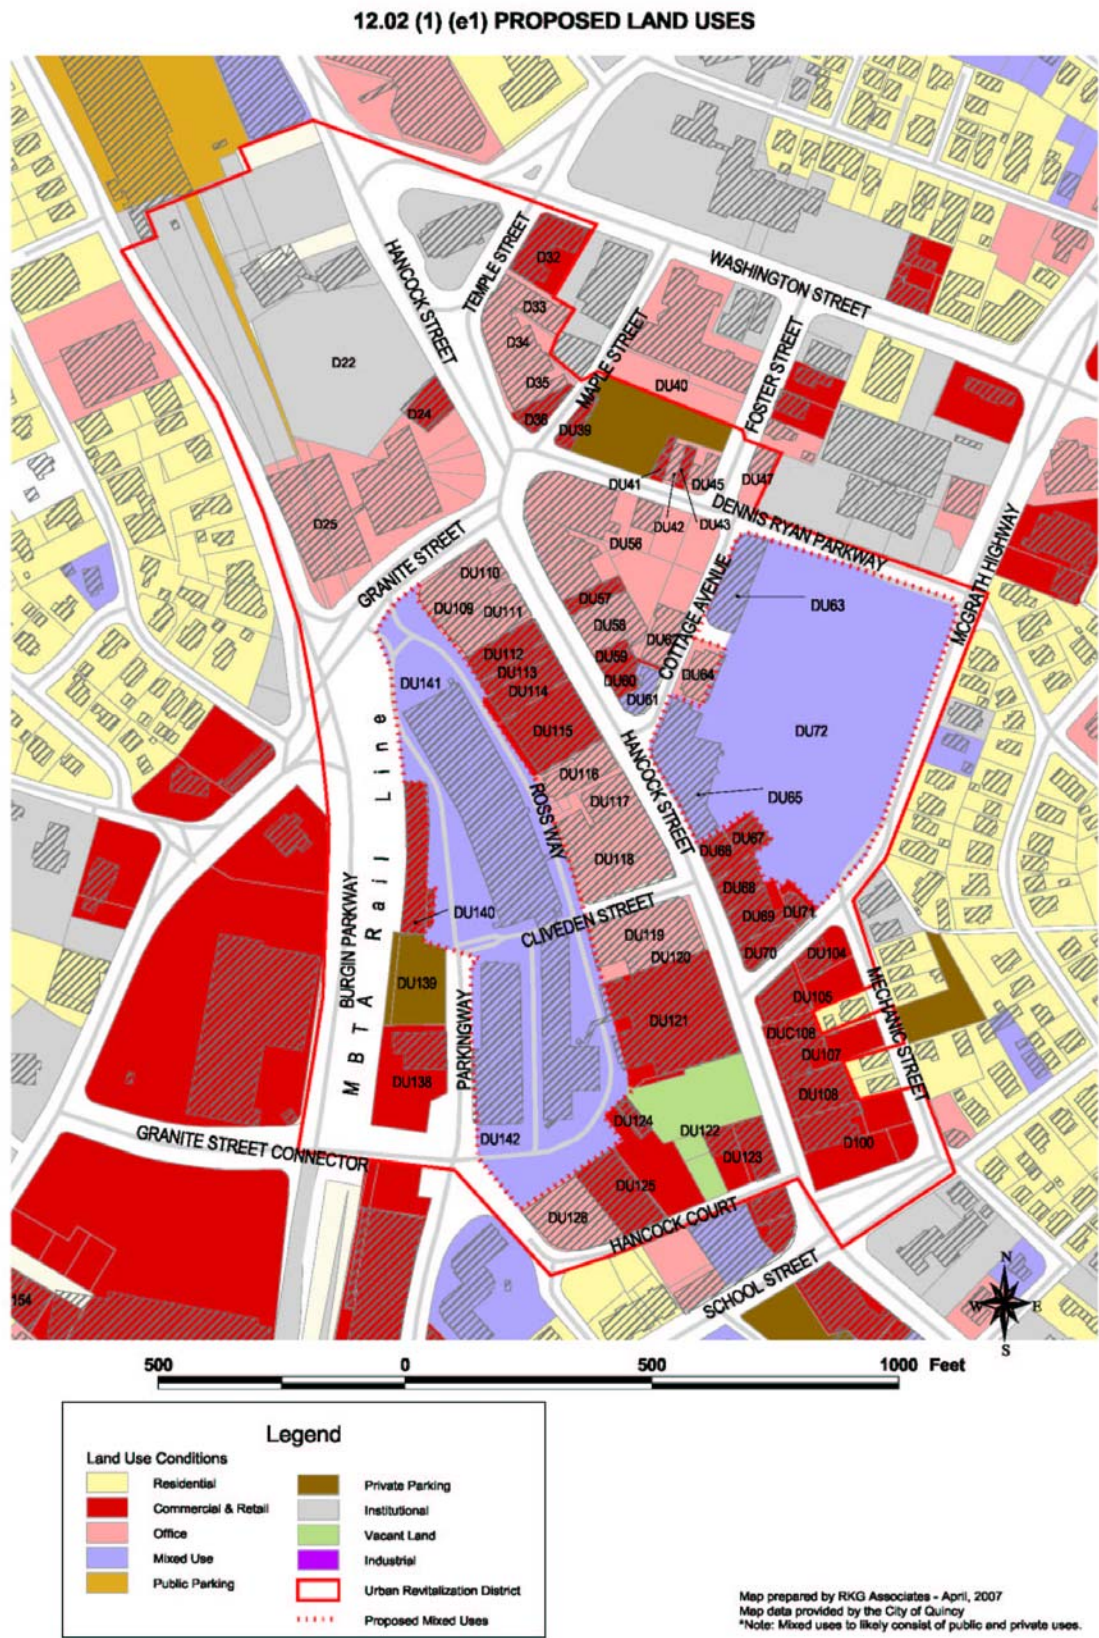 12.02 (1) (e1) PROPOSED LAND USES
HANCOCK STREET
TEMPLE STREET
D32
WASHINGTON STREET
D33
D34
D22
D35
MAPLE STREET
DU40
FOSTER STREET
D24
D36
DU39
DU47
DU41
DU45
DU42
DU43
D25
DENNIS RYAN PARKWAY
MCGRATH HIGHWAY
GRANITE STREET
DU56
DU110
DU109
DU111
DU57
DU58
COTTAGE AVENUE
DU63
DU62
DU112
DU59
DU113
DU60
DU64
DU141
DU114
DU61
DU115
HANCOCK STREET
DU72
DU116
DU117
ROSS WAY
DU65
DU118
DU67
DU66
DU68
MBTA Rail Line
BURGIN PARKWAY
DU140
CLIVEDEN STREET
DU69
DU71
DU119
DU120
DU70
DU104
DU139
DU105
MECHANIC STREET
PARKINGWAY
DU121
DUC106
DU107
DU138
DU108
DU124
DU122
DU142
GRANITE STREET CONNECTOR
DU123
D100
DU125
DU126
HANCOCK COURT
SCHOOL STREET
154
N
W
E
S
500 0 500 1000 Feet
Legend
Land Use Conditions
Residential
Commercial & Retail
Office
Mixed Use
Public Parking
Private Parking
Institutional
Vacant Land
Industrial
Urban Revitalization District
Proposed Mixed Uses
Map prepared by RKG Associates - April, 2007
Map data provided by the City of Quincy
*Note: Mixed uses to likely consist of public and private uses.